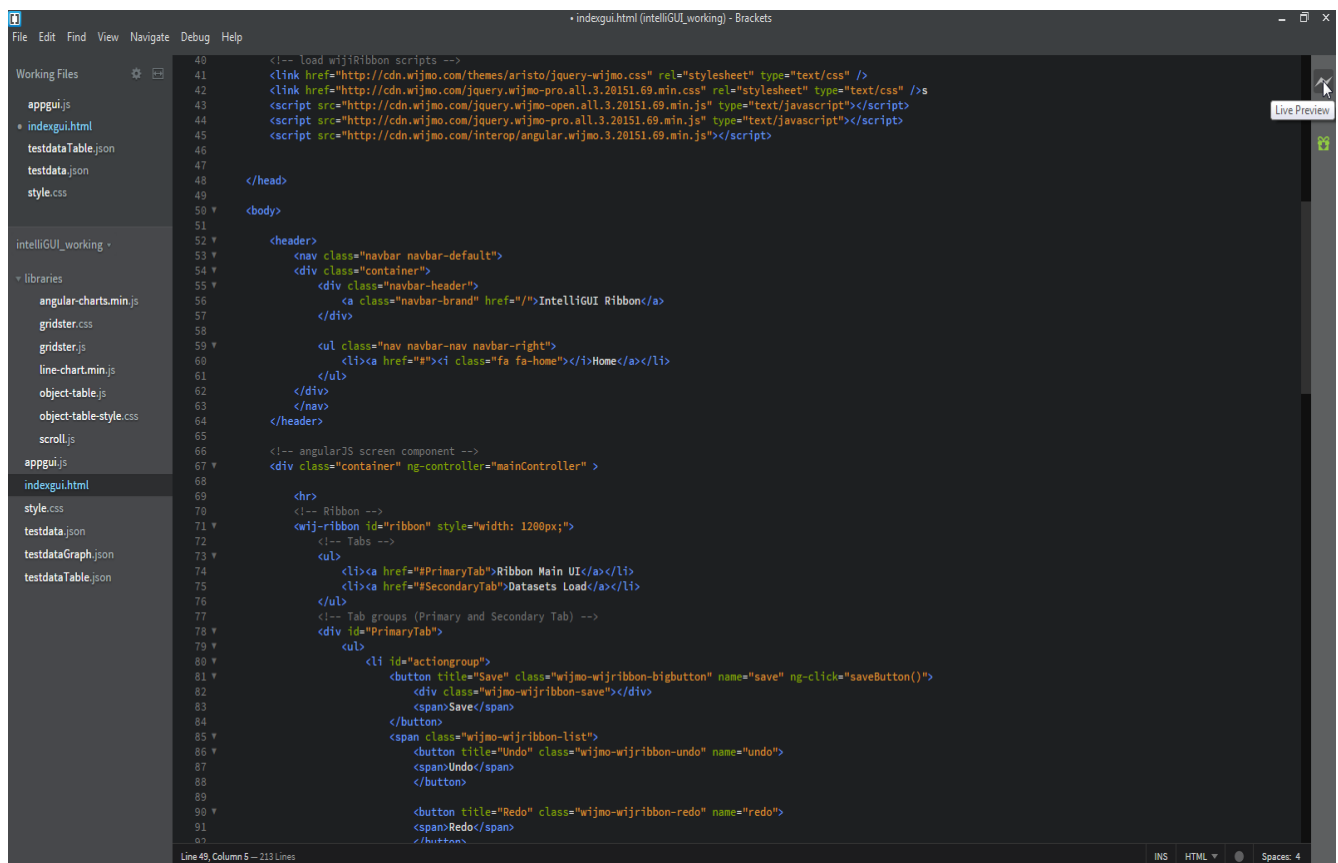 • indexgui.html (intelliGUI_working) - Brackets
File Edit Find View Navigate Debug Help
Working Files
appgui.js
indexgui.html
testdataTable.json
testdata.json
style.css
intelliGUI_working
libraries
angular-charts.min.js
gridster.css
gridster.js
line-chart.min.js
object-table.js
object-table-style.css
scroll.js
appgui.js
indexgui.html
style.css
testdata.json
testdataGraph.json
testdataTable.json
40 <!-- load wijiRibbon scripts -->
41 <link href="http://cdn.wijmo.com/themes/aristo/jquery-wijmo.css" rel="stylesheet" type="text/css" />
42 <link href="http://cdn.wijmo.com/jquery.wijmo-pro.all.3.20151.69.min.css" rel="stylesheet" type="text/css" />s
43 <script src="http://cdn.wijmo.com/jquery.wijmo-open.all.3.20151.69.min.js" type="text/javascript"></script>
44 <script src="http://cdn.wijmo.com/jquery.wijmo-pro.all.3.20151.69.min.js" type="text/javascript"></script>
45 <script src="http://cdn.wijmo.com/interop/angular.wijmo.3.20151.69.min.js"></script>
46
47
48 </head>
49
50 <body>
51
52 <header>
53 <nav class="navbar navbar-default">
54 <div class="container">
55 <div class="navbar-header">
56 <a class="navbar-brand" href="/">IntelliGUI Ribbon</a>
57 </div>
58
59 <ul class="nav navbar-nav navbar-right">
60 <li><a href="#"><i class="fa fa-home"></i>Home</a></li>
61 </ul>
62 </div>
63 </nav>
64 </header>
65
66 <!-- angularJS screen component -->
67 <div class="container" ng-controller="mainController" >
68
69 <hr>
70 <!-- Ribbon -->
71 <wij-ribbon id="ribbon" style="width: 1200px;">
72 <!-- Tabs -->
73 <ul>
74 <li><a href="#PrimaryTab">Ribbon Main UI</a></li>
75 <li><a href="#SecondaryTab">Datasets Load</a></li>
76 </ul>
77 <!-- Tab groups (Primary and Secondary Tab) -->
78 <div id="PrimaryTab">
79 <ul>
80 <li id="actiongroup">
81 <button title="Save" class="wijmo-wijribbon-bigbutton" name="save" ng-click="saveButton()">
82 <div class="wijmo-wijribbon-save"></div>
83 <span>Save</span>
84 </button>
85 <span class="wijmo-wijribbon-list">
86 <button title="Undo" class="wijmo-wijribbon-undo" name="undo">
87 <span>Undo</span>
88 </button>
89
90 <button title="Redo" class="wijmo-wijribbon-redo" name="redo">
91 <span>Redo</span>
92 </button>
Live Preview
Line 49, Column 5 — 213 Lines
INS HTML Spaces: 4